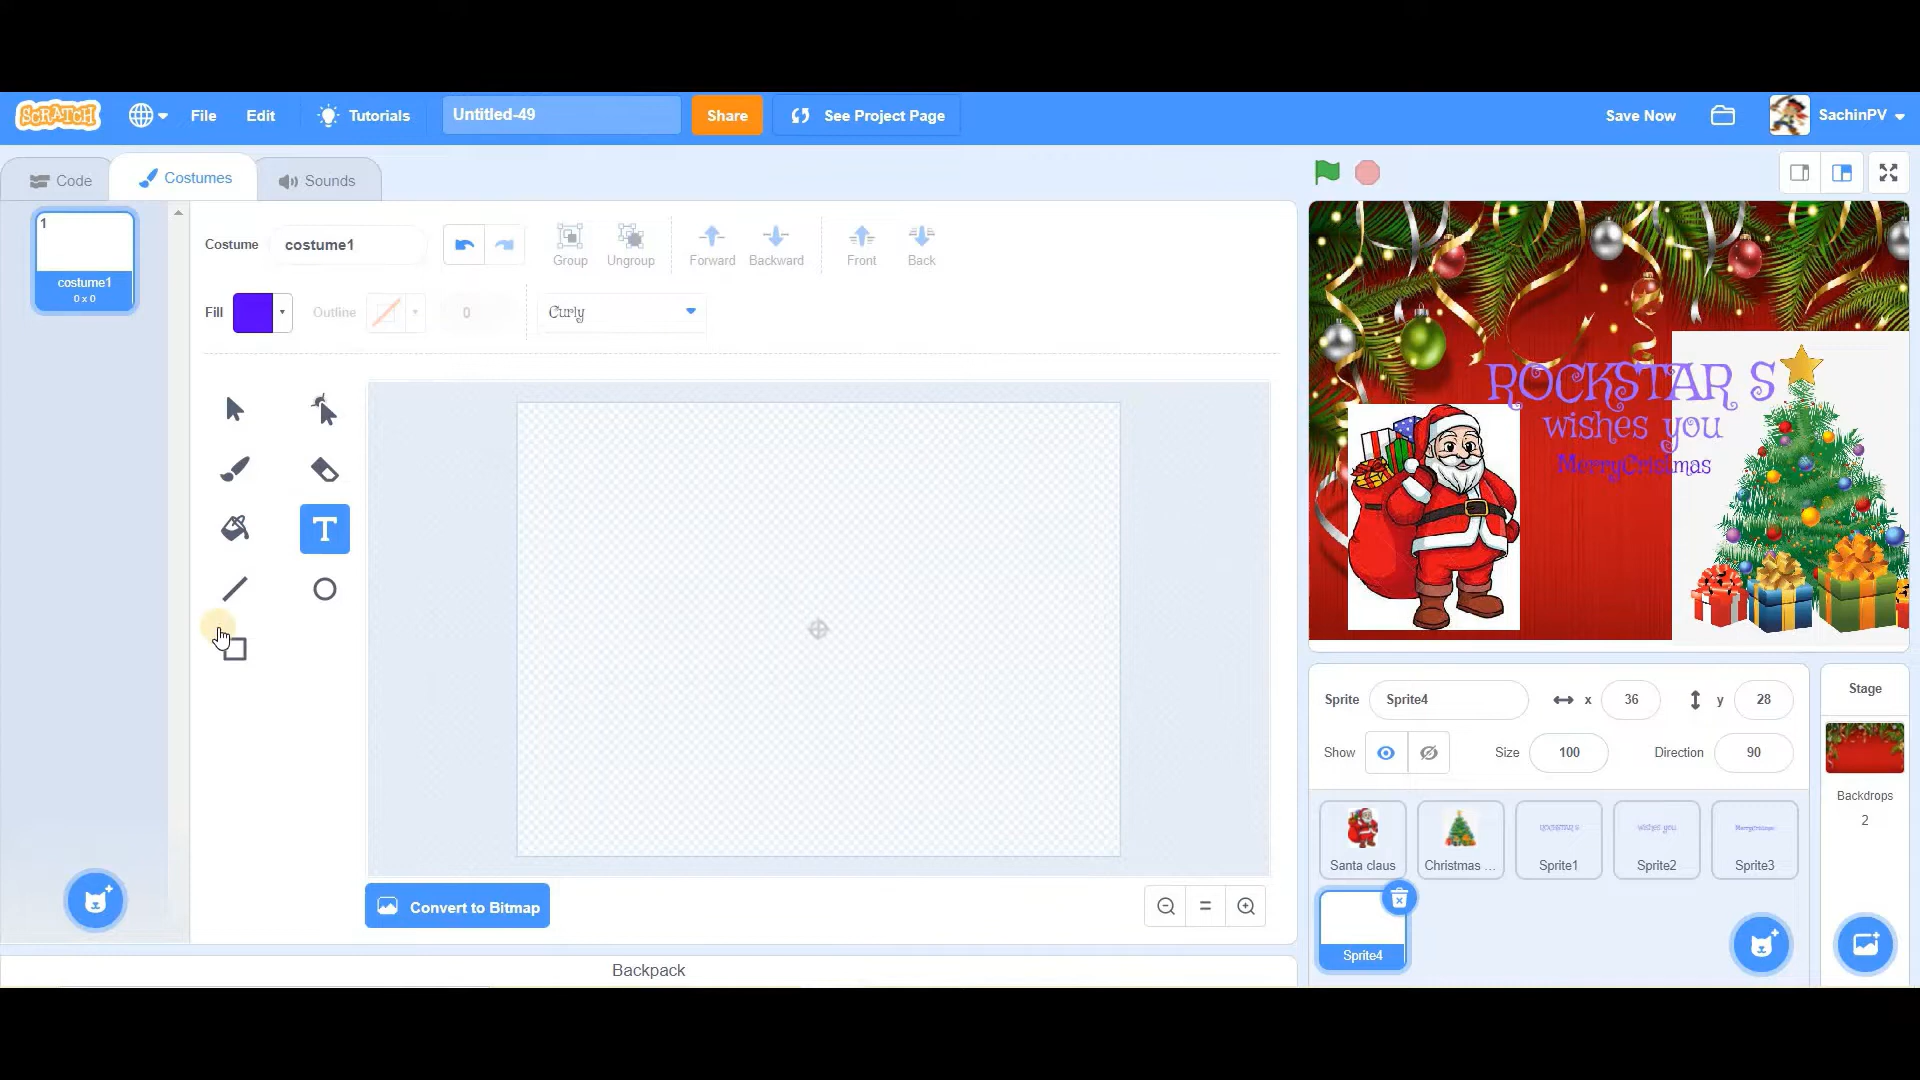 SCRATCH
File
Edit
Tutorials
Untitled-49
Share
See Project Page
Save Now
SachinPV
Code
Costumes
Sounds
1
costume1
0 x 0
Costume
costume1
Group
Ungroup
Forward
Backward
Front
Back
Fill
Outline
0
Curly
T
Convert to Bitmap
Backpack
ROCKSTAR S
wishes you
Sprite
Sprite4
x
36
y
28
Show
Size
100
Direction
90
Stage
Backdrops
2
Santa claus
Christmas ...
ROCKSTAR S
Sprite1
wishes you
Sprite2
Sprite3
Sprite4